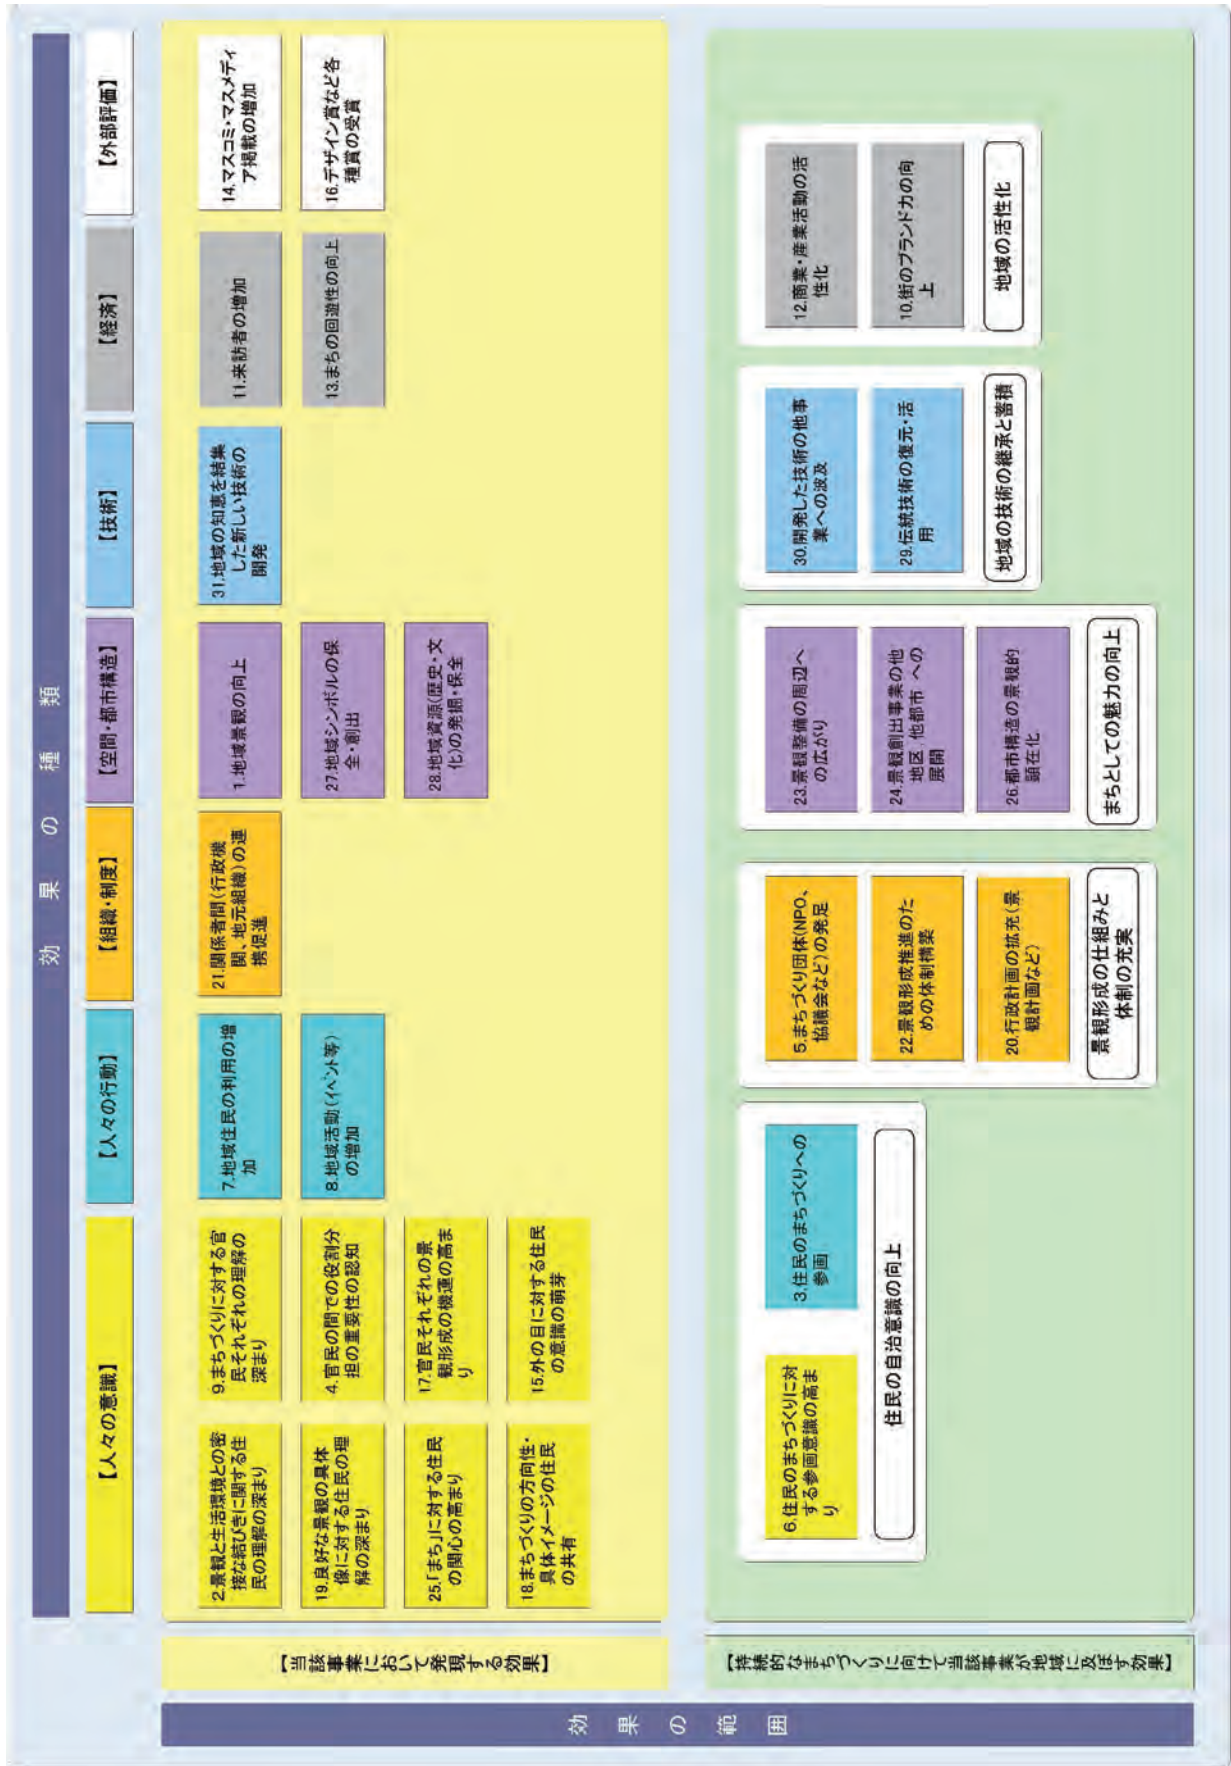 効果の種類
【人々の意識】
【人々の行動】
【組織・制度】
【空間・都市構造】
【技術】
【経済】
【外部評価】
効果の範囲
【当該事業において発現する効果】
2.景観と生活環境との密
接な結びきに関する住
民の理解の深まり
9.まちづくりに対する官
民それぞれの理解の
深まり
7.地域住民の利用の増
加
21.関係者間(行政機
関、地元組織)の連
携促進
1.地域景観の向上
31.地域の知恵を結集
した新しい技術の
開発
11.来訪者の増加
14.マスコミ・マスメディ
ア掲載の増加
19.良好な景観の具体
像に対する住民の理
解の深まり
4.官民の間での役割分
担の重要性の認知
8.地域活動(イベント等)
の増加
27.地域シンボルの保
全・創出
13.まちの回遊性の向上
16.デザイン賞など各
種賞の受賞
25.「まち」に対する住民
の関心の高まり
17.官民それぞれの景
観形成の機運の高ま
り
28.地域資源(歴史・文
化)の発掘・保全
18.まちづくりの方向性・
具体イメージの住民
の共有
15.外の目に対する住民
の意識の萌芽
【持続的なまちづくりに向けて当該事業が地域に及ぼす効果】
6.住民のまちづくりに対
する参画意識の高ま
り
3.住民のまちづくりへの
参画
住民の自治意識の向上
5.まちづくり団体(NPO、
協議会など)の発足
22.景観形成推進のた
めの体制構築
20.行政計画の拡充(景
観計画など)
景観形成の仕組みと
体制の充実
23.景観整備の周辺へ
の広がり
24.景観創出事業の他
地区、他都市 への
展開
26.都市構造の景観的
顕在化
まちとしての魅力の向上
30.開発した技術の他事
業への波及
29.伝統技術の復元・活
用
地域の技術の継承と蓄積
12.商業・産業活動の活
性化
10.街のブランド力の向
上
地域の活性化